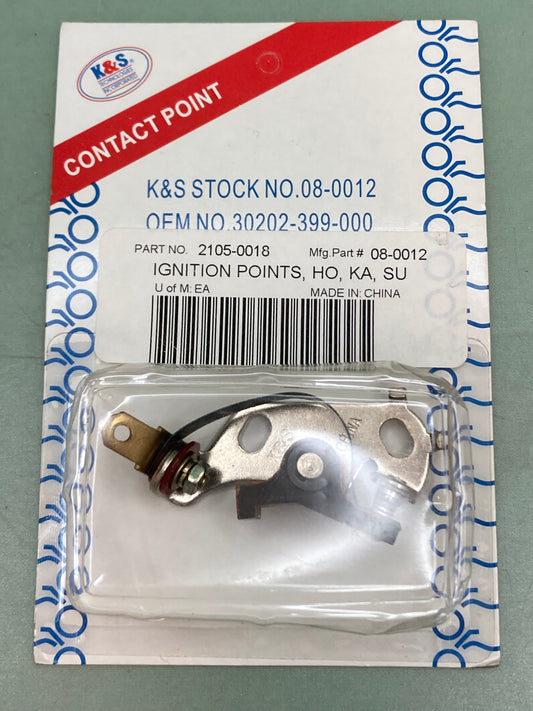 K&S®
TECHNOLOGIES
INCORPORATED
CONTACT POINT
K&S STOCK NO.08-0012
OEM NO.30202-399-000
PART NO. 2105-0018 Mfg.Part # 08-0012
IGNITION POINTS, HO, KA, SU
U of M: EA MADE IN: CHINA